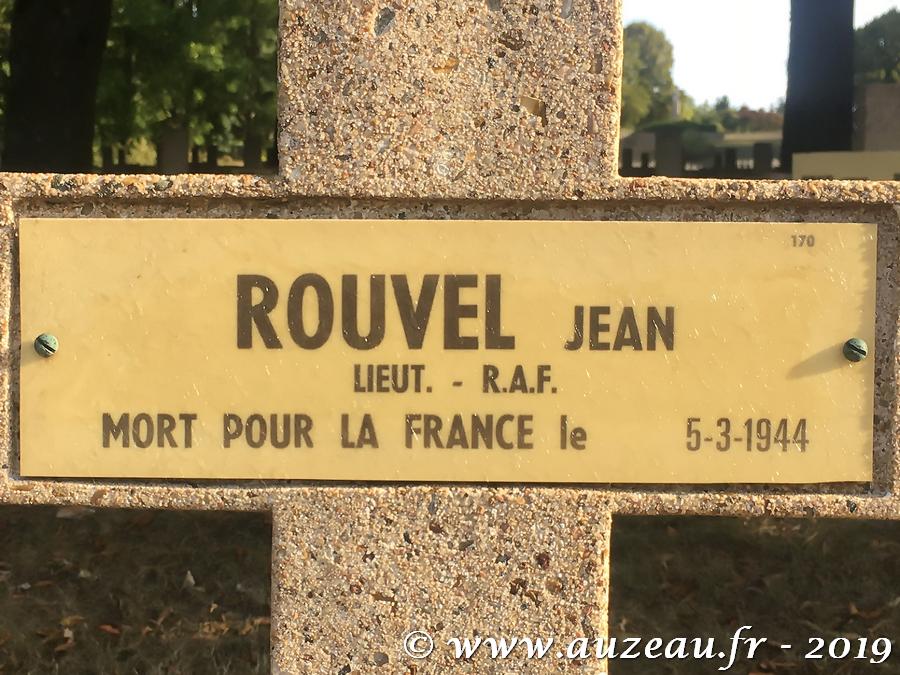 170
ROUVEL JEAN
LIEUT. - R.A.F.
MORT POUR LA FRANCE le 5-3-1944
© www.auzeau.fr - 2019